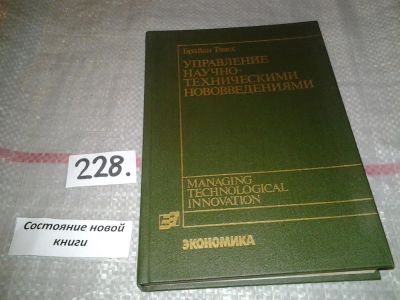 Брайан Твисс
УПРАВЛЕНИЕ
НАУЧНО-
ТЕХНИЧЕСКИМИ
НОВОВВЕДЕНИЯМИ
MANAGING
TECHNOLOGICAL
INNOVATION
ЭКОНОМИКА
228.
Состояние новой
книги